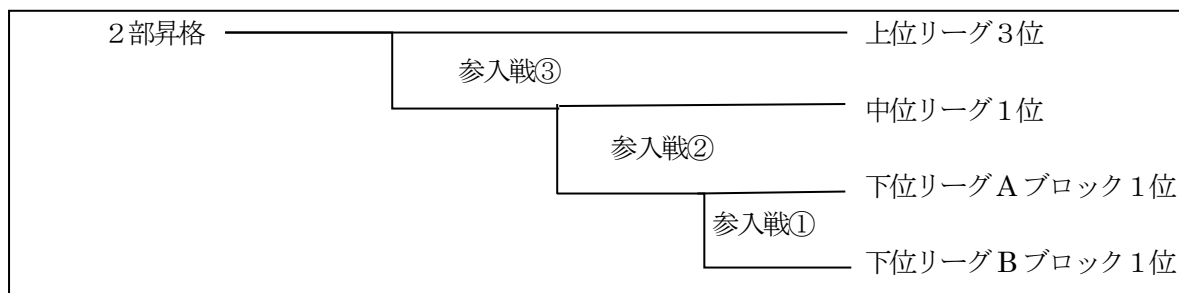 ２部昇格
上位リーグ３位
参入戦③
中位リーグ１位
参入戦②
下位リーグ A ブロック１位
参入戦①
下位リーグ B ブロック１位